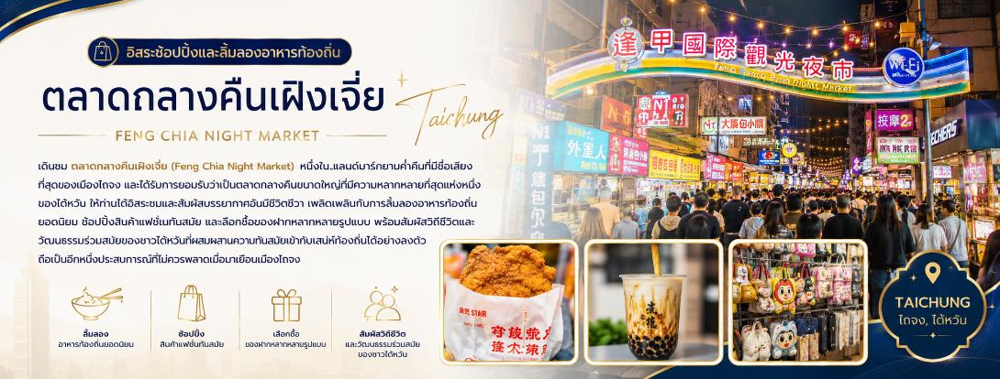 อิสระช้อปปิ้งและลิ้มลองอาหารท้องถิ่น
ตลาดกลางคืนเฝิงเจี่ย
Taichung
FENG CHIA NIGHT MARKET
เดินชม ตลาดกลางคืนเฝิงเจี่ย (Feng Chia Night Market) หนึ่งใน..แลนด์มาร์กยามค่ำคืนที่มีชื่อเสียง
ที่สุดของเมืองไถจง และได้รับการยอมรับว่าเป็นตลาดกลางคืนขนาดใหญ่ที่มีความหลากหลายที่สุดแห่งหนึ่ง
ของไต้หวัน ให้ท่านได้อิสระชมและสัมผัสบรรยากาศอันมีชีวิตชีวา เพลิดเพลินกับการลิ้มลองอาหารท้องถิ่น
ยอดนิยม ช้อปปิ้งสินค้าแฟชั่นทันสมัย และเลือกซื้อของฝากหลากหลายรูปแบบ พร้อมสัมผัสวิถีชีวิตและ
วัฒนธรรมร่วมสมัยของชาวไต้หวันที่ผสมผสานความทันสมัยเข้ากับเสน่ห์ท้องถิ่นได้อย่างลงตัว
ถือเป็นอีกหนึ่งประสบการณ์ที่ไม่ควรพลาดเมื่อมาเยือนเมืองไถจง
ลิ้มลอง
อาหารท้องถิ่นยอดนิยม
ช้อปปิ้ง
สินค้าแฟชั่นทันสมัย
เลือกซื้อ
ของฝากหลากหลายรูปแบบ
สัมผัสวิถีชีวิต
และวัฒนธรรมร่วมสมัย
ของชาวไต้หวัน
逢甲國際觀光夜市
Feng Chia Night Market
Wi-Fi
N1
外星人
按摩2
SKECHERS
STAR
TAICHUNG
ไถจง, ไต้หวัน